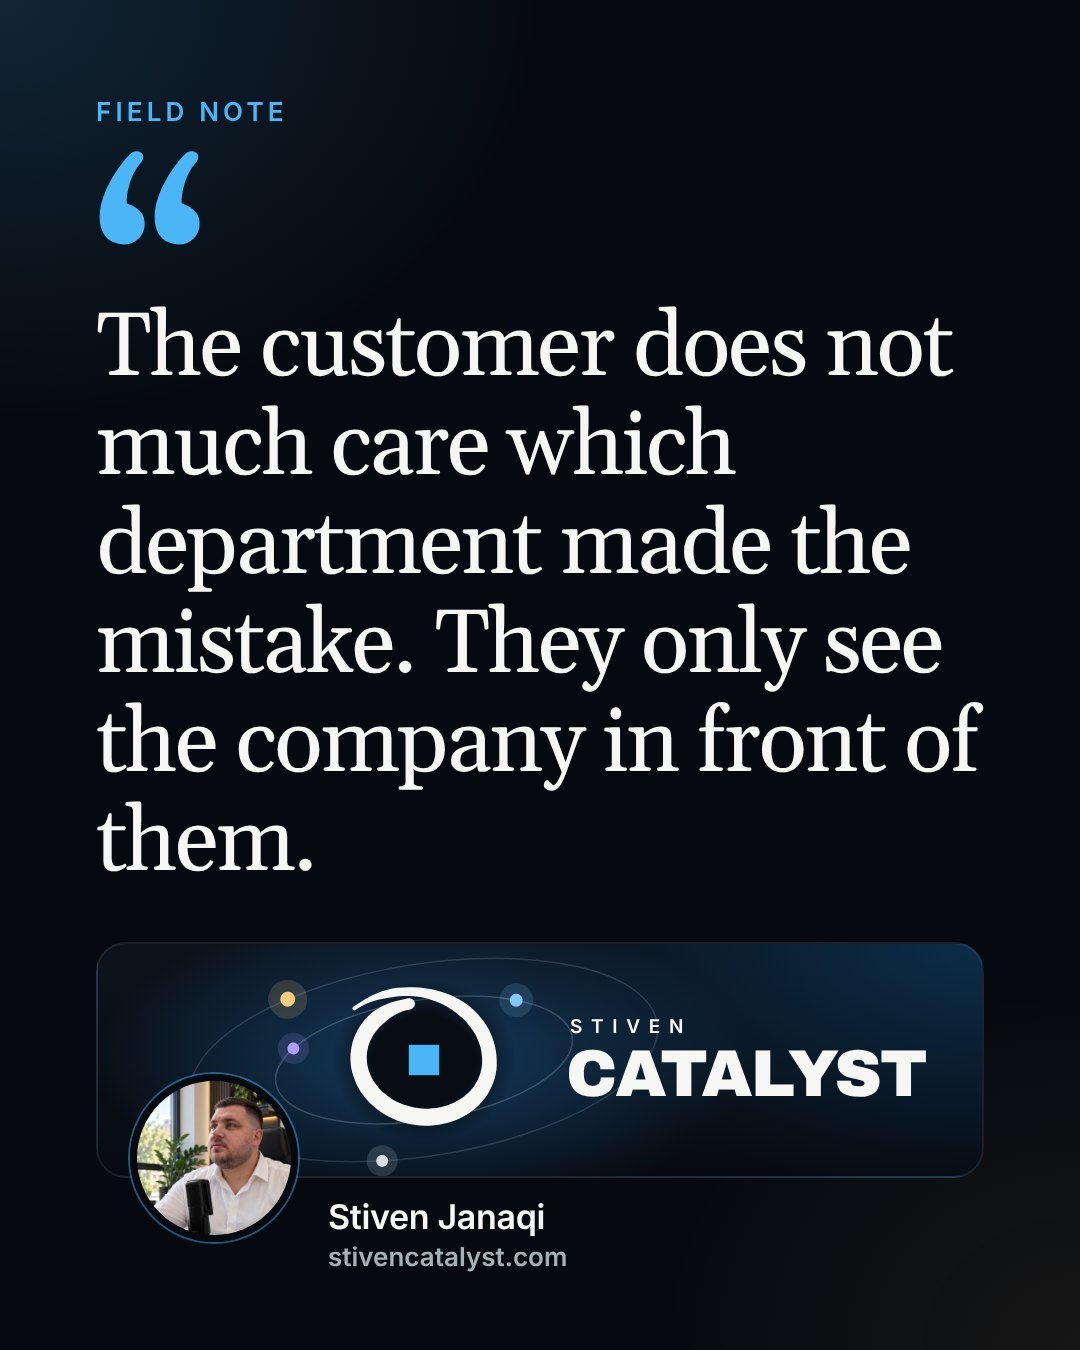 FIELD NOTE
“
The customer does not
much care which
department made the
mistake. They only see
the company in front of
them.
STIVEN
CATALYST
Stiven Janaqi
stivencatalyst.com